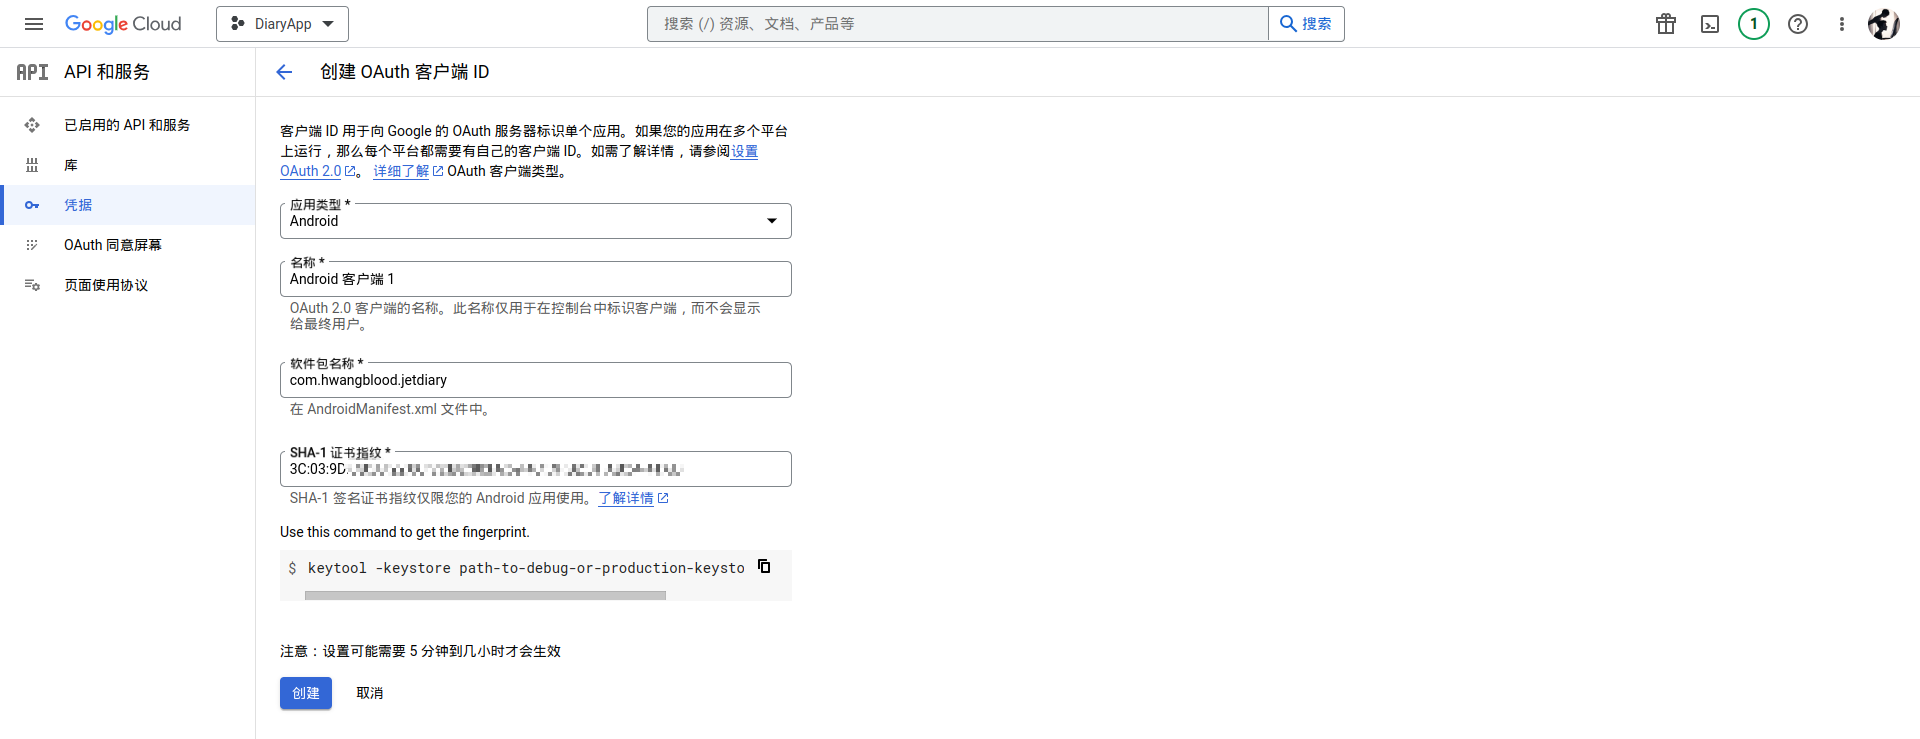 Google Cloud
DiaryApp
搜索 (/) 资源、文档、产品等
搜索
1
API
API 和服务
创建 OAuth 客户端 ID
已启用的 API 和服务
库
凭据
OAuth 同意屏幕
页面使用协议
客户端 ID 用于向 Google 的 OAuth 服务器标识单个应用。如果您的应用在多个平台
上运行，那么每个平台都需要有自己的客户端 ID。如需了解详情，请参阅设置
OAuth 2.0。 详细了解 OAuth 客户端类型。
应用类型 *
Android
名称 *
Android 客户端 1
OAuth 2.0 客户端的名称。此名称仅用于在控制台中标识客户端，而不会显示
给最终用户。
软件包名称 *
com.hwangblood.jetdiary
在 AndroidManifest.xml 文件中。
SHA-1 证书指纹 *
3C:03:9D
SHA-1 签名证书指纹仅限您的 Android 应用使用。了解详情
Use this command to get the fingerprint.
$ keytool -keystore path-to-debug-or-production-keysto
注意：设置可能需要 5 分钟到几小时才会生效
创建
取消